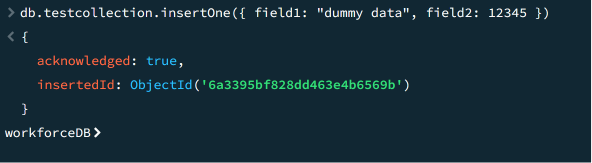 > db.testcollection.insertOne({ field1: "dummy data", field2: 12345 })
< {
acknowledged: true,
insertedId: ObjectId('6a3395bf828dd463e4b6569b')
}
workforceDB>